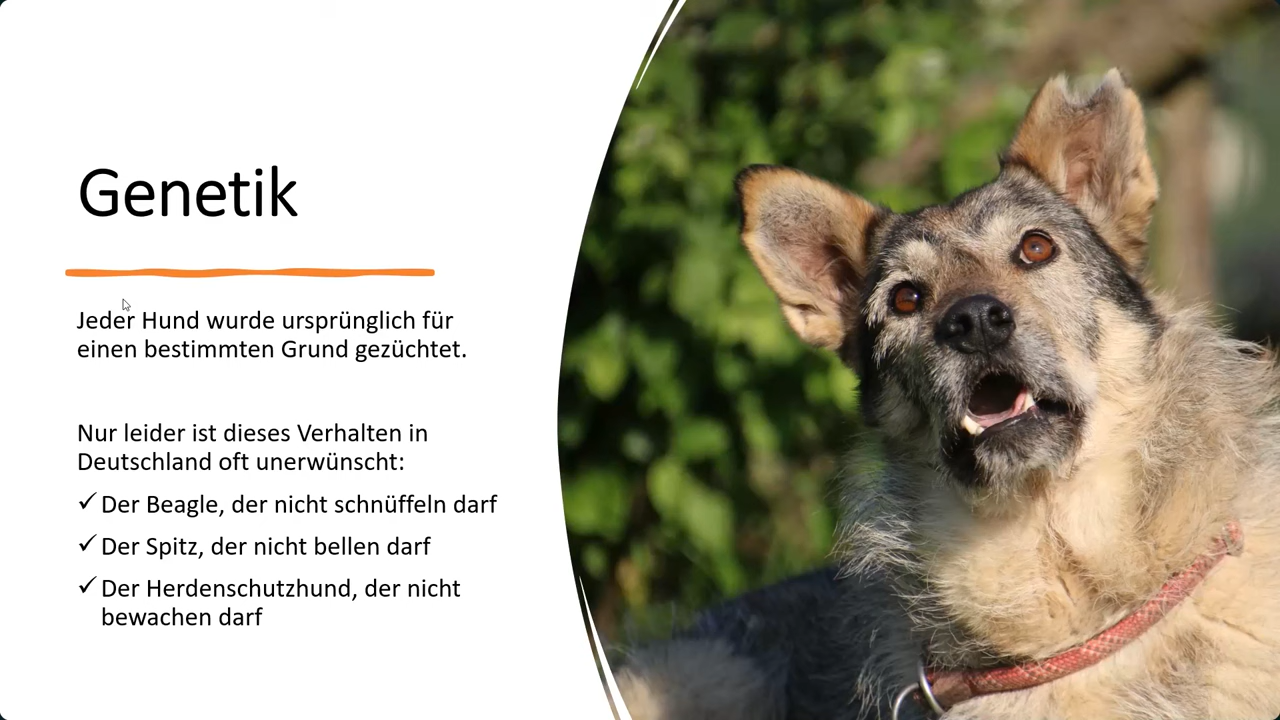 Genetik
Jeder Hund wurde ursprünglich für
einen bestimmten Grund gezüchtet.
Nur leider ist dieses Verhalten in
Deutschland oft unerwünscht:
✓ Der Beagle, der nicht schnüffeln darf
✓ Der Spitz, der nicht bellen darf
✓ Der Herdenschutzhund, der nicht
bewachen darf